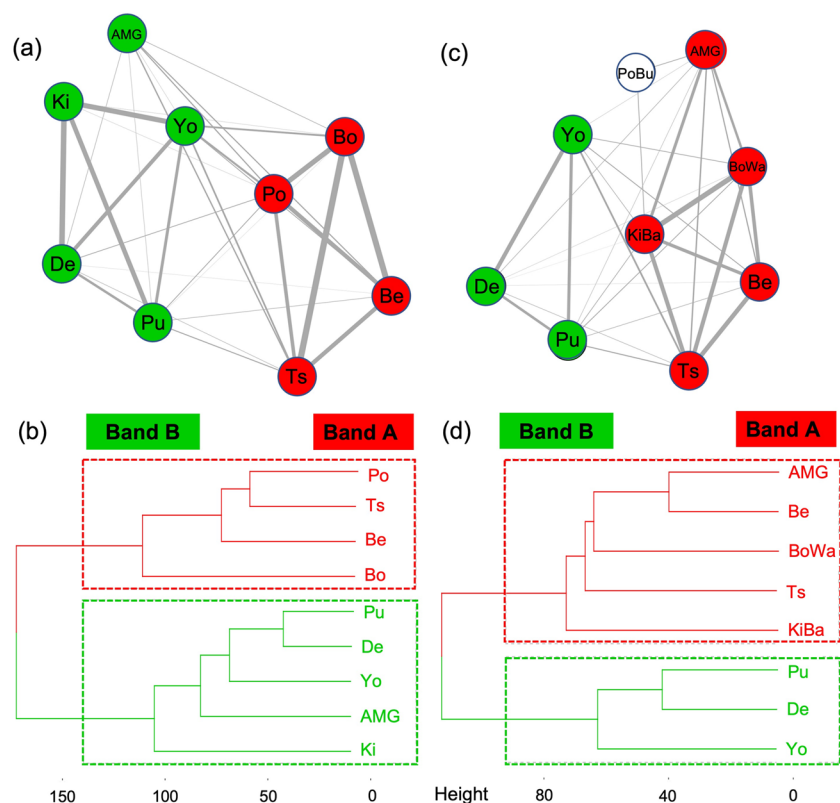 (a)
AMG
Ki
Yo
Bo
Po
De
Be
Pu
Ts
(c)
AMG
PoBu
Yo
BoWa
KiBa
De
Be
Pu
Ts
(b)
Band B
Band A
Po
Ts
Be
Bo
Pu
De
Yo
AMG
Ki
150
100
50
0
(d)
Band B
Band A
AMG
Be
BoWa
Ts
KiBa
Pu
De
Yo
Height
80
40
0